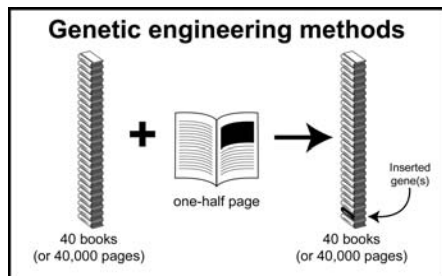 Genetic engineering methods
+
one-half page
Inserted
gene(s)
40 books
(or 40,000 pages)
40 books
(or 40,000 pages)